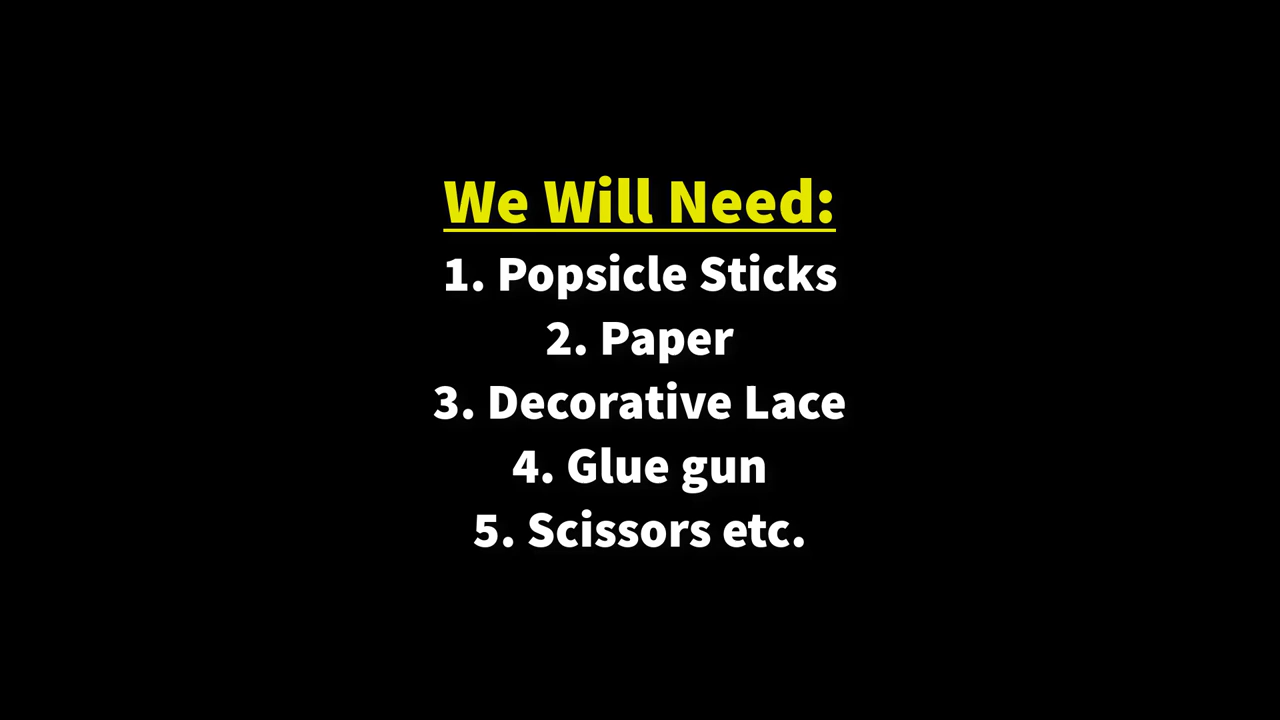 We Will Need:
1. Popsicle Sticks
2. Paper
3. Decorative Lace
4. Glue gun
5. Scissors etc.